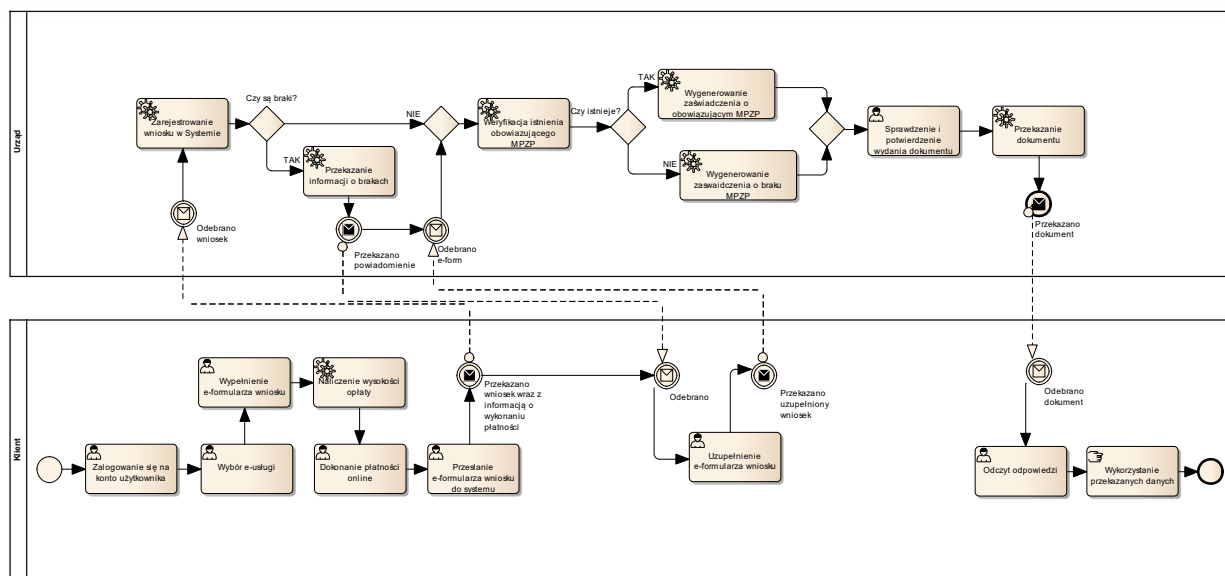 Urząd
Czy są braki?
Zarejestrowanie
wniosku w Systemie
NIE
TAK
Przekazanie
informacji o brakach
Odebrano
wniosek
Przekazano
powiadomienie
Odebrano
e-form
Weryfikacja istnienia
obowiązującego
MPZP
Czy istnieje?
TAK
Wygenerowanie
zaświadczenia o
obowiązującym MPZP
NIE
Wygenerowanie
zaswaidczenia o braku
MPZP
Sprawdzenie i
potwierdzenie
wydania dokumentu
Przekazanie
dokumentu
Przekazano
dokument
Klient
Wypełnienie
e-formularza wniosku
Naliczenie wysokości
opłaty
Przekazano
wniosek wraz z
informacją o
wykonaniu
płatności
Odebrano
Przekazano
uzupełniony
wniosek
Odebrano
dokument
Zalogowanie się na
konto użytkownika
Wybór e-usługi
Dokonanie płatności
online
Przesłanie
e-formularza wniosku
do systemu
Uzupełnienie
e-formularza wniosku
Odczyt odpowiedzi
Wykorzystanie
przekazanych danych